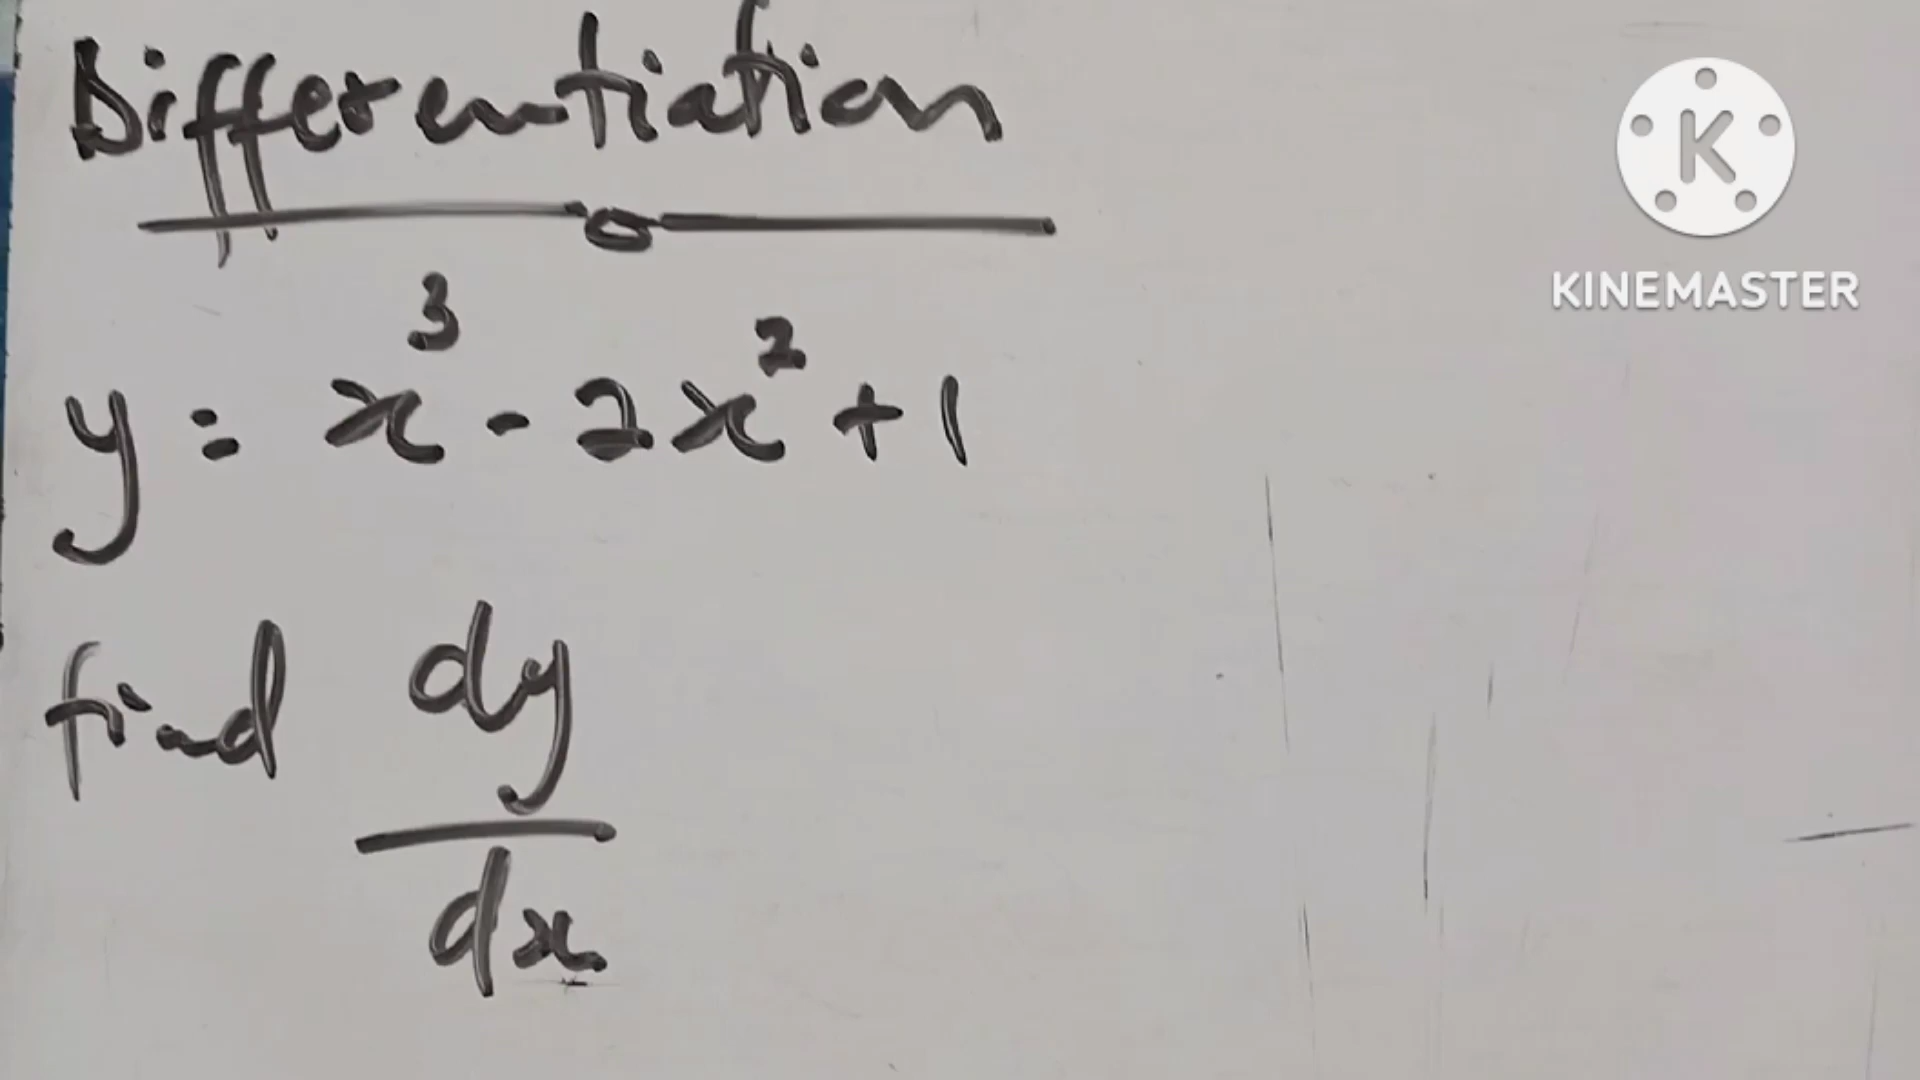 Differentiation
KINEMASTER
y = x³ - 2x² + 1
find dy/dx